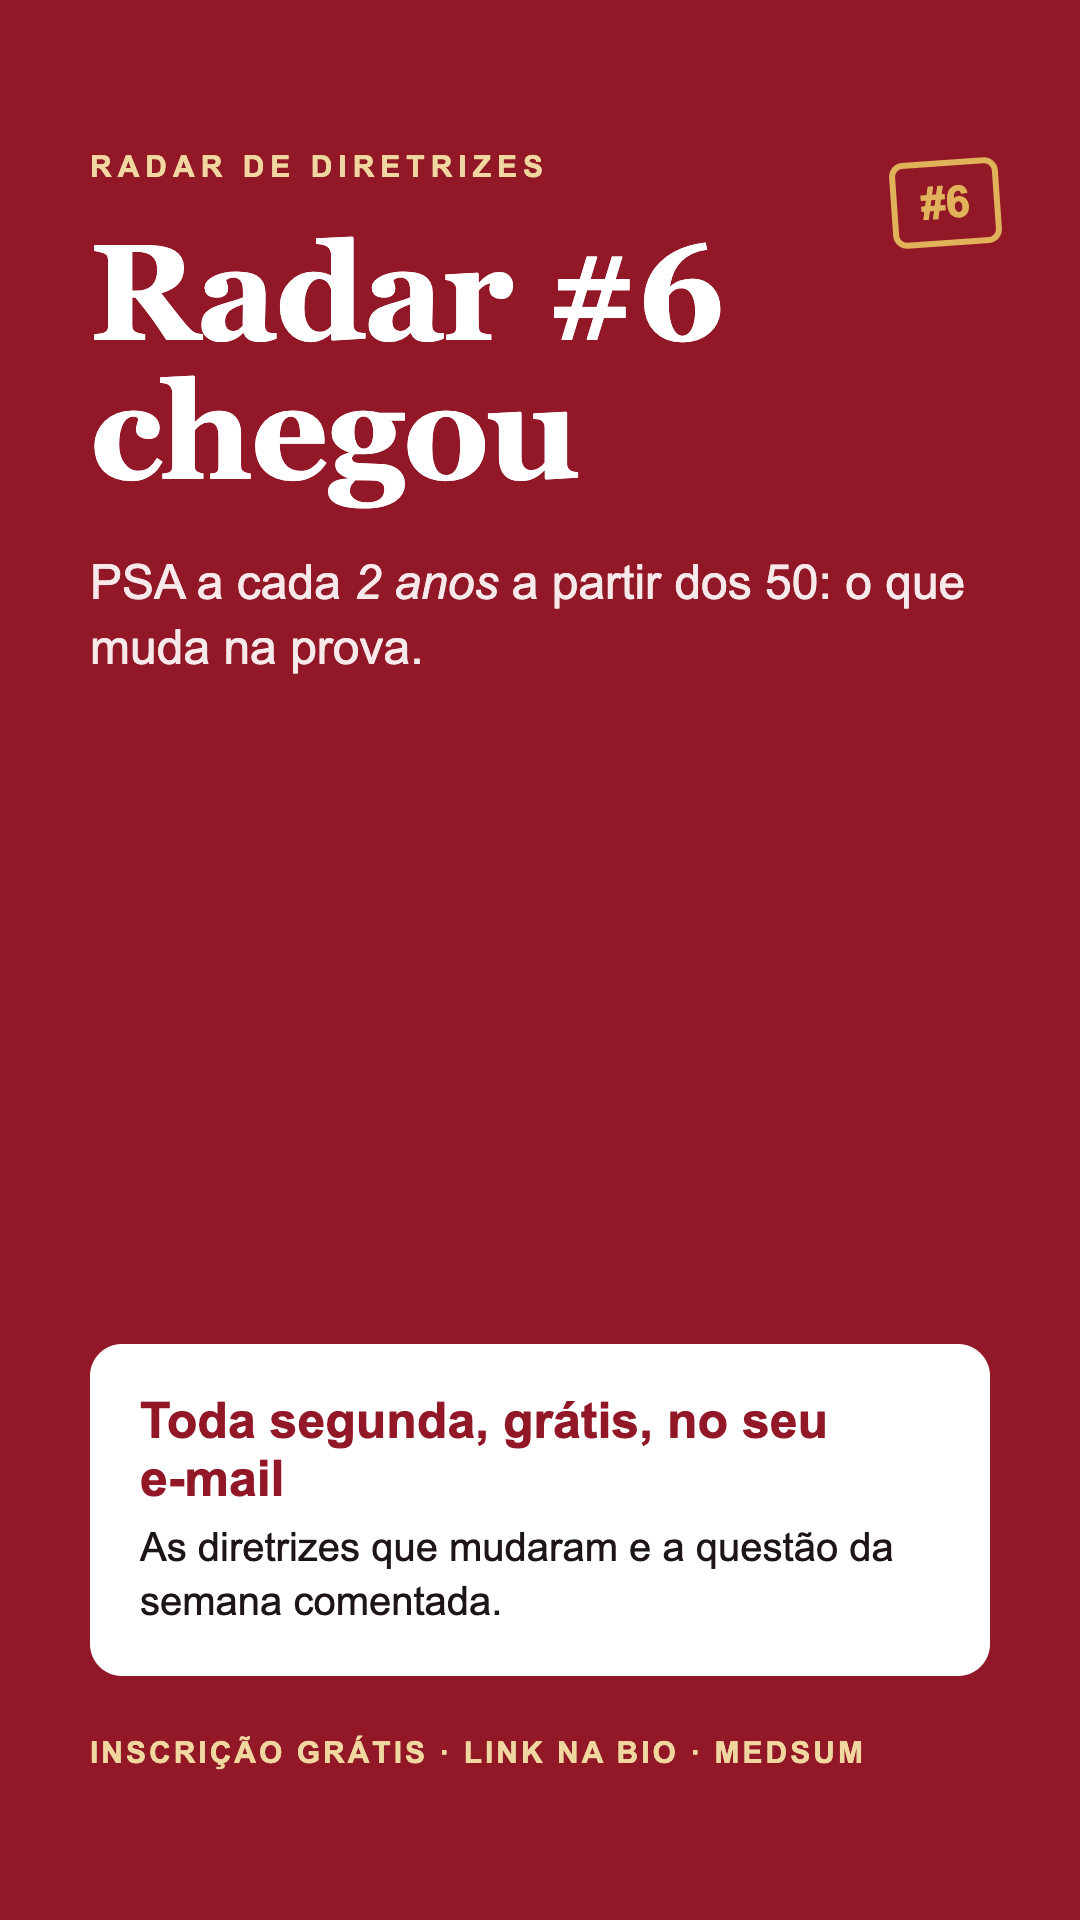 RADAR DE DIRETRIZES
#6
Radar #6
chegou
PSA a cada 2 anos a partir dos 50: o que
muda na prova.
Toda segunda, grátis, no seu
e-mail
As diretrizes que mudaram e a questão da
semana comentada.
INSCRIÇÃO GRÁTIS · LINK NA BIO · MEDSUM